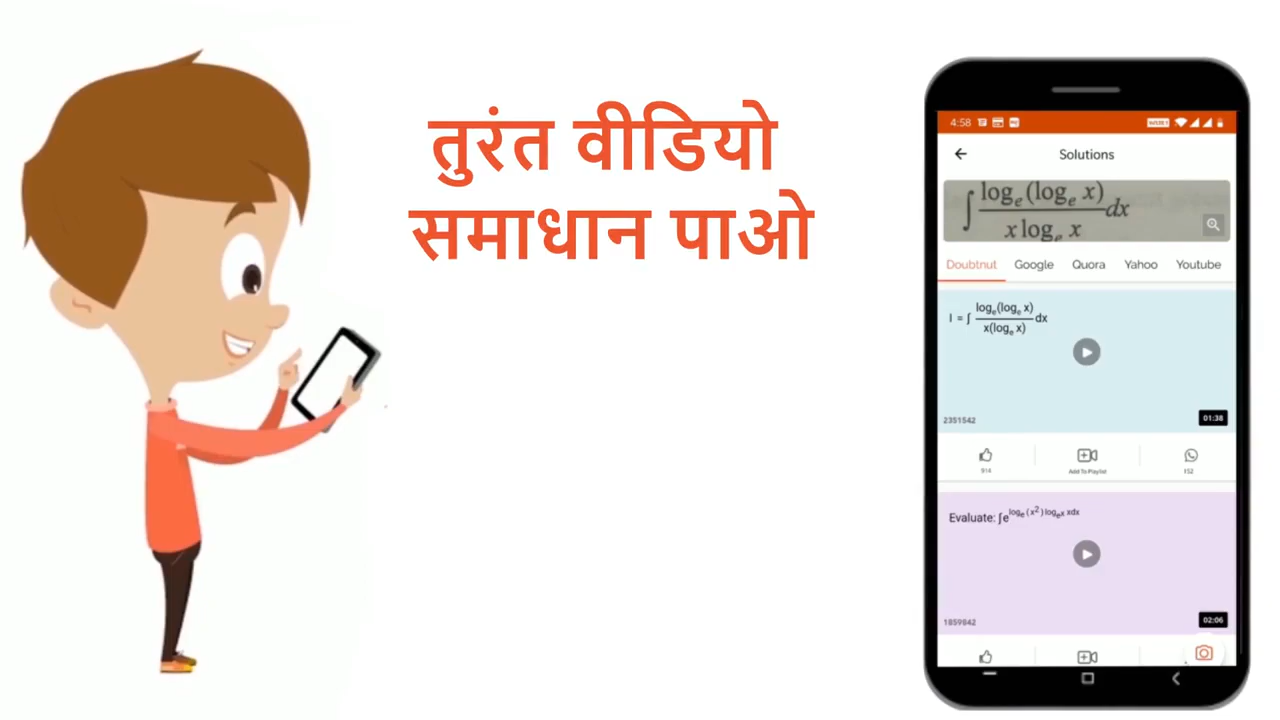 तुरंत वीडियो
समाधान पाओ
4:58
Solutions
∫ logₑ(logₑ x) / x logₑ x dx
Doubtnut Google Quora Yahoo Youtube
I = ∫ logₑ(logₑ x) / x(logₑ x) dx
2351542 01:38
914 Add To Playlist 152
Evaluate: ∫e^logₑ(x²)logₑx xdx
1859842 02:06